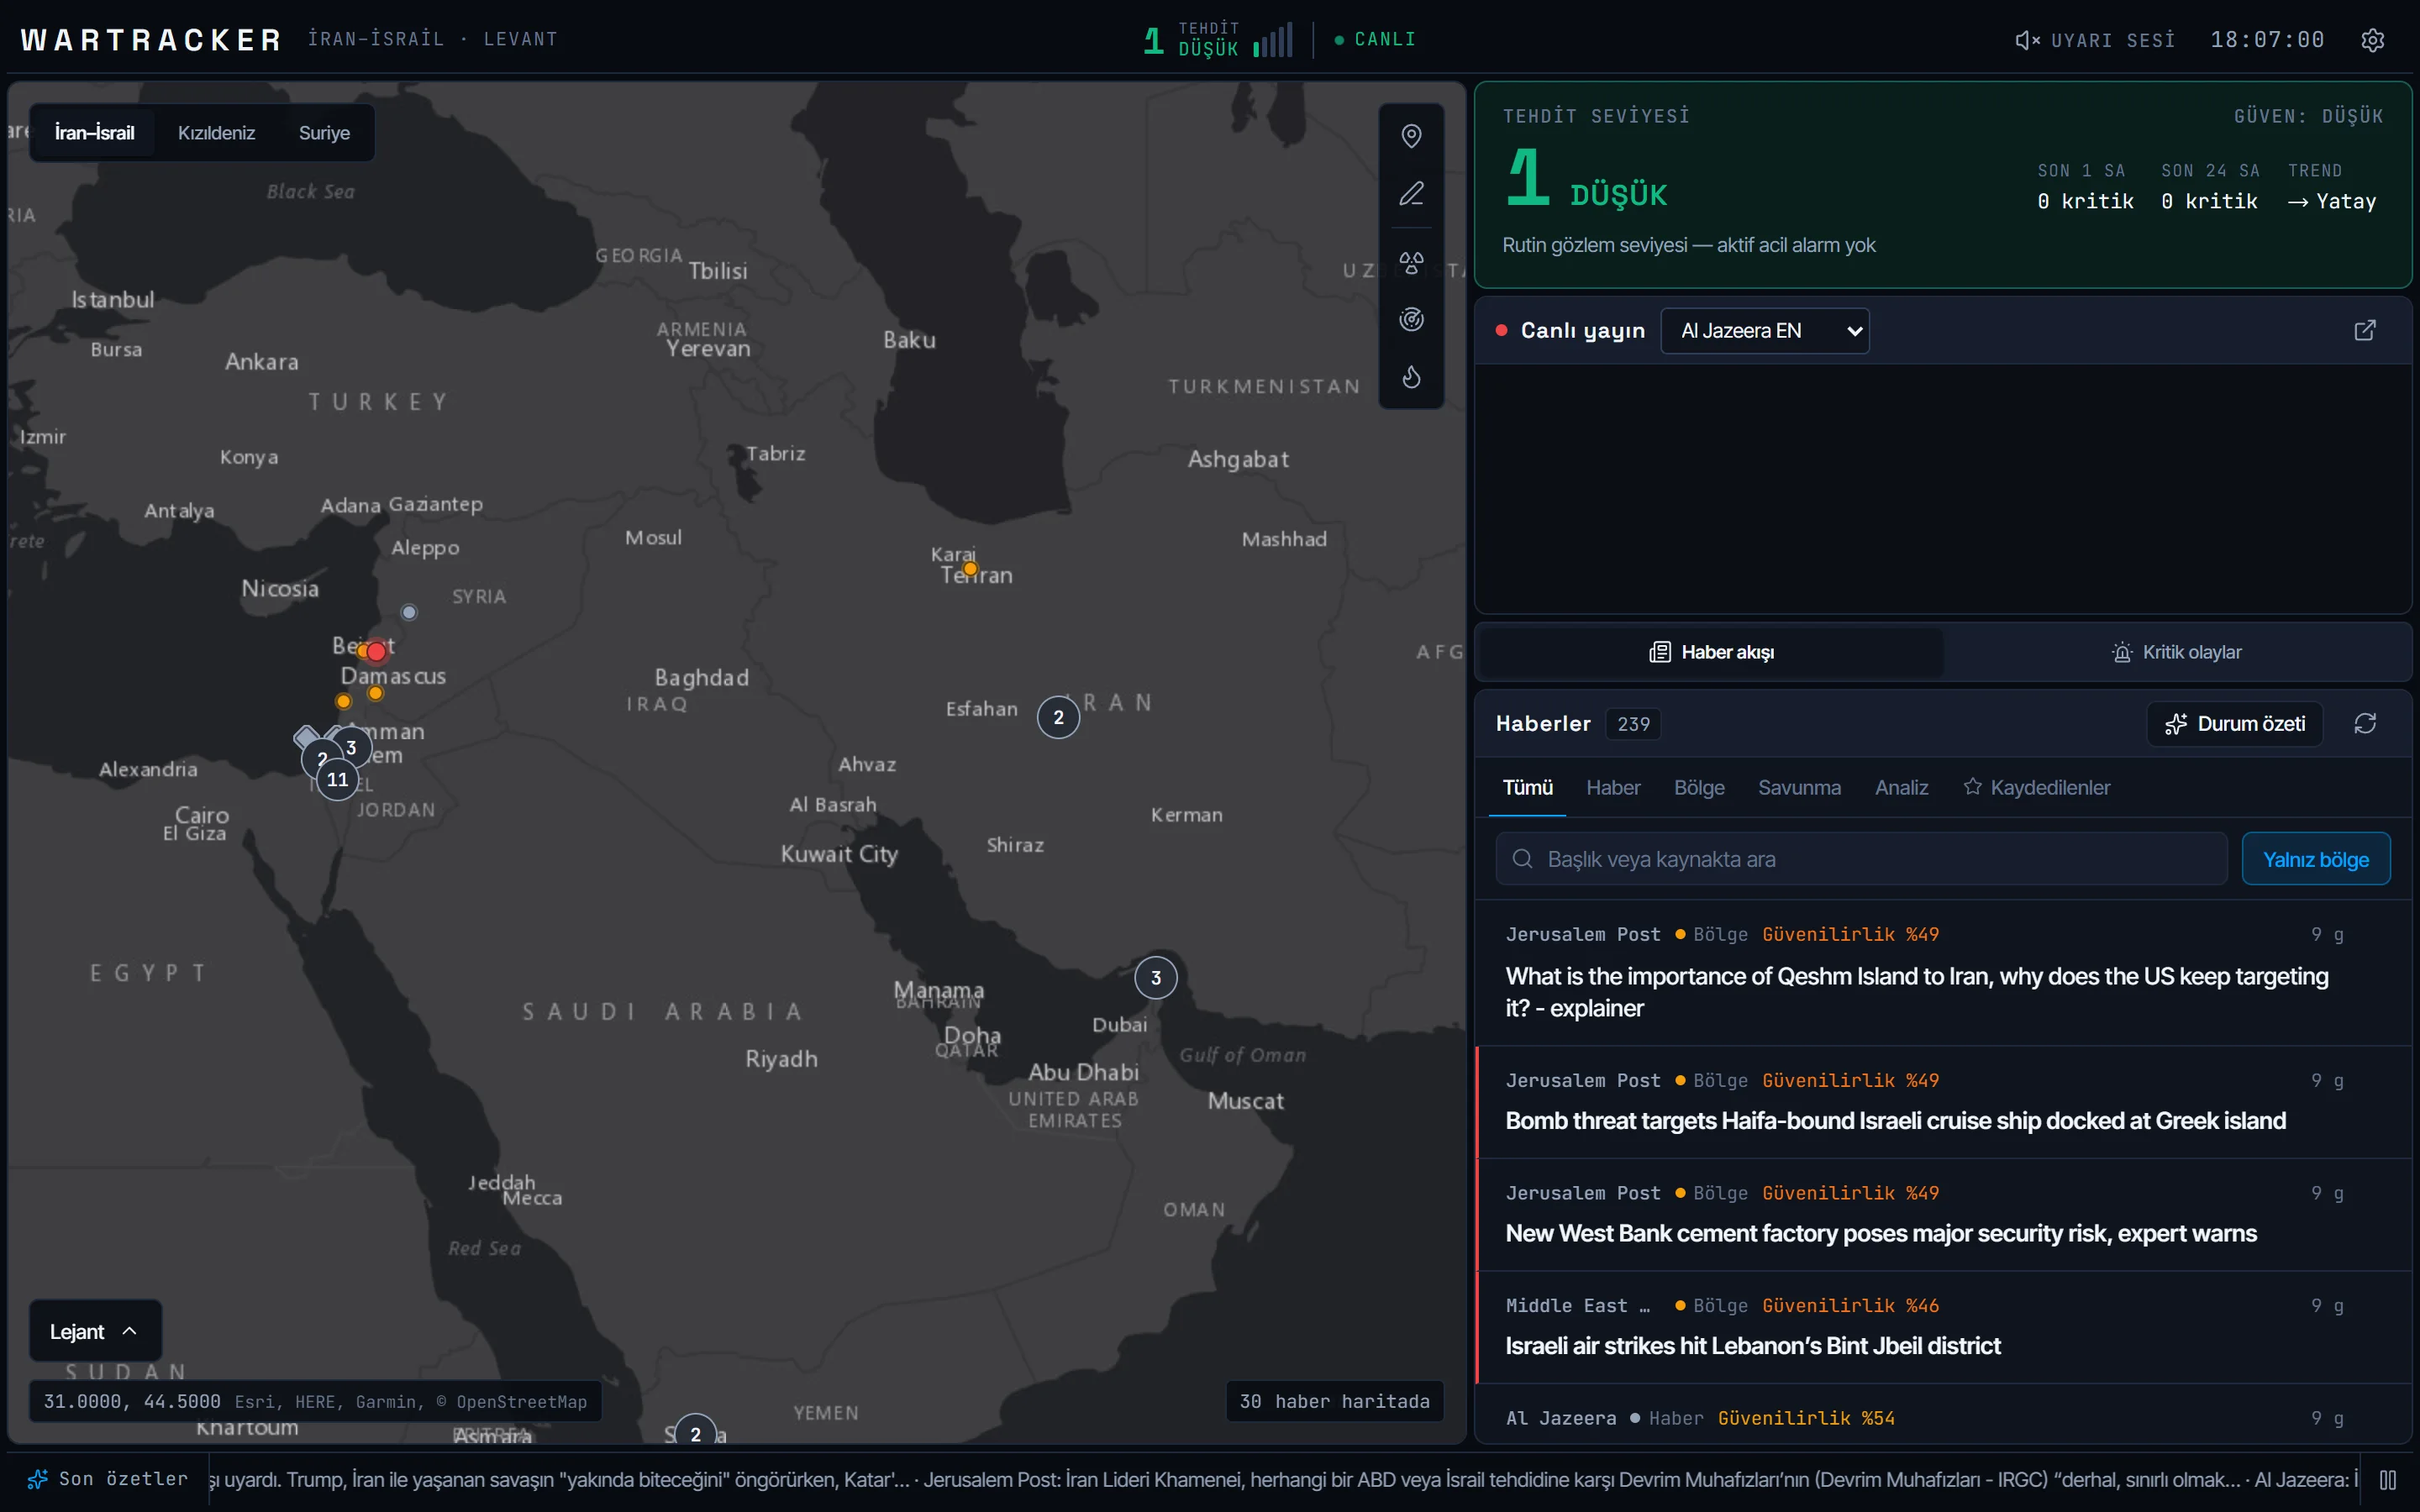 WARTRACKER
İRAN-İSRAİL · LEVANT
1 TEHDİT
DÜŞÜK
CANLI
UYARI SESİ
18:07:00
İran–İsrail Kızıldeniz Suriye
Black Sea
GEORGIA
Tbilisi
Istanbul
ARMENIA
Yerevan
Baku
Bursa
Ankara
TURKEY
TURKMENISTAN
Izmir
Konya
Tabriz
Ashgabat
Antalya
Adana Gaziantep
Mosul
Mashhad
Aleppo
Karaj
Tehran
Nicosia
SYRIA
Damascus
Baghdad
IRAQ
Esfahan
2
IRAN
3
2
11
Alexandria
Ahvaz
Al Basrah
JORDAN
Cairo
El Giza
Kerman
Shiraz
Kuwait City
EGYPT
3
Manama
BAHRAIN
SAUDI ARABIA
Dubai
Doha
QATAR
Riyadh
Gulf of Oman
Abu Dhabi
UNITED ARAB
EMIRATES
Muscat
Jeddah
Mecca
OMAN
Red Sea
Lejant
SUDAN
31.0000, 44.5000 Esri, HERE, Garmin, © OpenStreetMap
30 haber haritada
YEMEN
Khartoum
Asmara
2
TEHDİT SEVİYESİ
GÜVEN: DÜŞÜK
1 DÜŞÜK
SON 1 SA
0 kritik
SON 24 SA
0 kritik
TREND
→ Yatay
Rutin gözlem seviyesi — aktif acil alarm yok
Canlı yayın
Al Jazeera EN
Haber akışı
Kritik olaylar
Haberler 239
Durum özeti
Tümü Haber Bölge Savunma Analiz Kaydedilenler
Başlık veya kaynakta ara
Yalnız bölge
Jerusalem Post Bölge Güvenilirlik %49 9 g
What is the importance of Qeshm Island to Iran, why does the US keep targeting
it? - explainer
Jerusalem Post Bölge Güvenilirlik %49 9 g
Bomb threat targets Haifa-bound Israeli cruise ship docked at Greek island
Jerusalem Post Bölge Güvenilirlik %49 9 g
New West Bank cement factory poses major security risk, expert warns
Middle East … Bölge Güvenilirlik %46 9 g
Israeli air strikes hit Lebanon’s Bint Jbeil district
Al Jazeera Haber Güvenilirlik %54 9 g
Son özetler
uyardı. Trump, İran ile yaşanan savaşın "yakında biteceğini" öngörürken, Katar'... · Jerusalem Post: İran Lideri Khamenei, herhangi bir ABD veya İsrail tehdidine karşı Devrim Muhafızları’nın (Devrim Muhafızları - IRGC) “derhal, sınırlı olmak... · Al Jazeera: İ